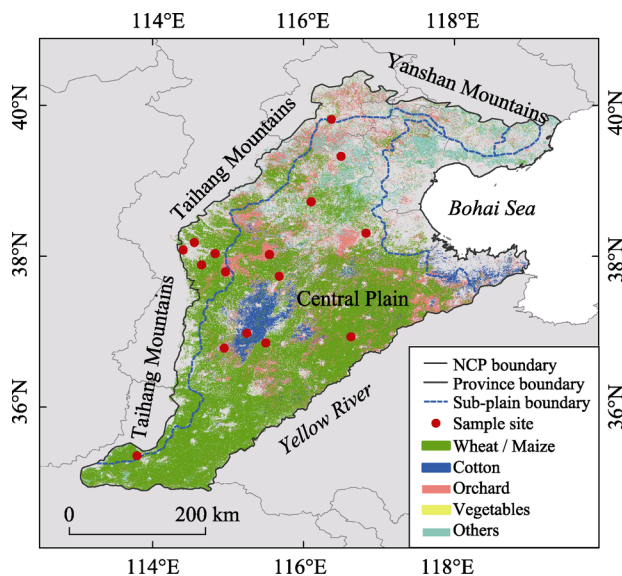 114°E 116°E 118°E
Yanshan Mountains
40°N 40°N
Taihang Mountains
Bohai Sea
38°N 38°N
Central Plain
Taihang Mountains
NCP boundary
Province boundary
Sub-plain boundary
36°N 36°N
Yellow River
Sample site
Wheat / Maize
Cotton
Orchard
0 200 km
Vegetables
Others
114°E 116°E 118°E